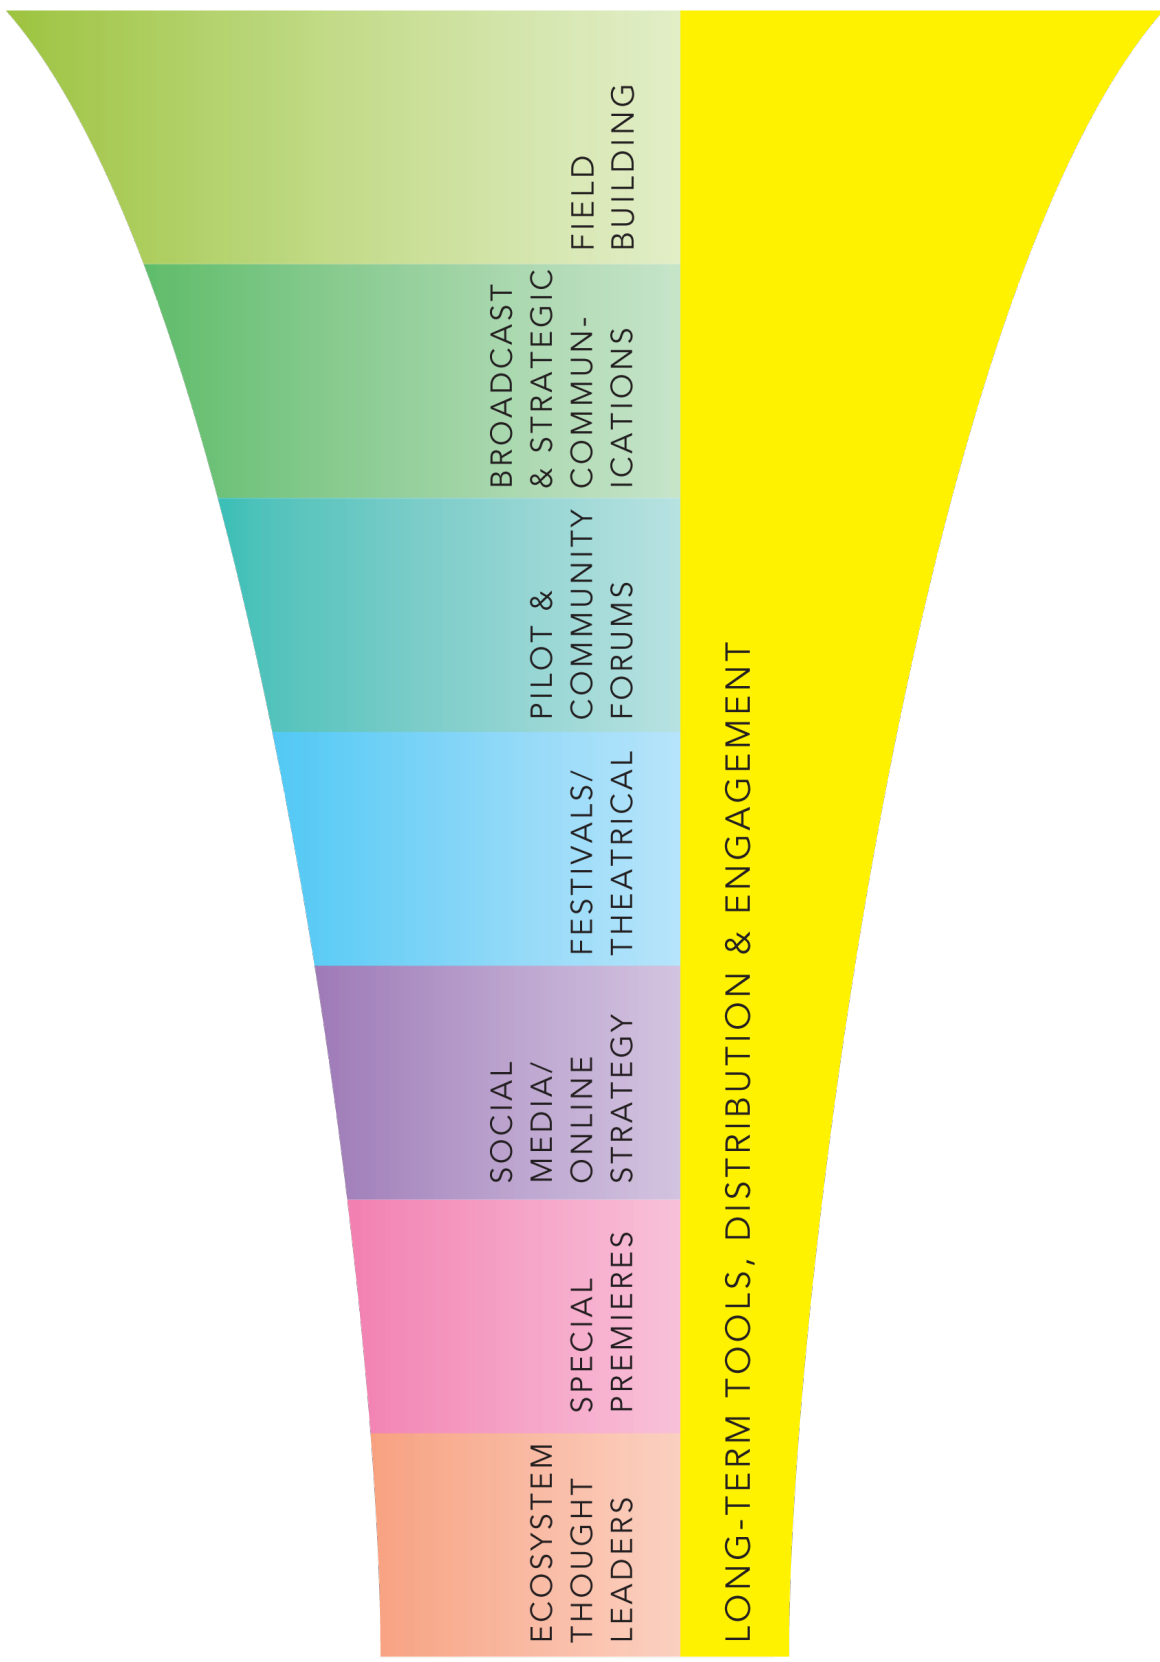 ECOSYSTEM
THOUGHT
LEADERS
SPECIAL
PREMIERES
SOCIAL
MEDIA/
ONLINE
STRATEGY
FESTIVALS/
THEATRICAL
PILOT &
COMMUNITY
FORUMS
BROADCAST
& STRATEGIC
COMMUN-
ICATIONS
FIELD
BUILDING
LONG-TERM TOOLS, DISTRIBUTION & ENGAGEMENT